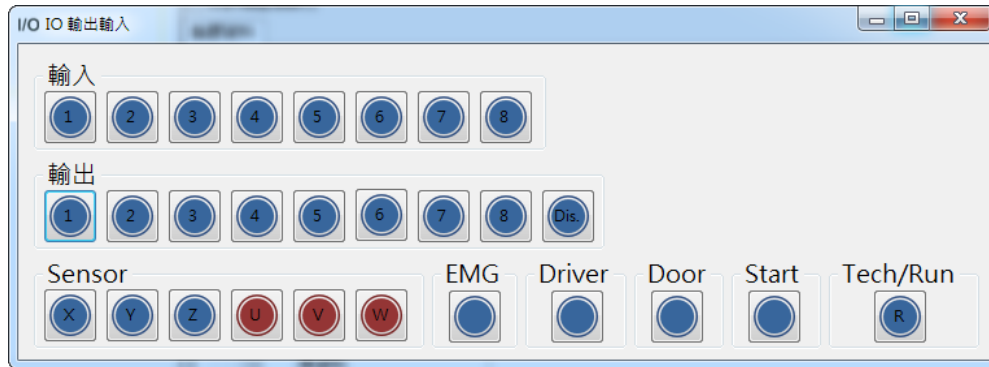 I/O IO 輸出輸入
輸入
1 2 3 4 5 6 7 8
輸出
1 2 3 4 5 6 7 8 Dis.
Sensor EMG Driver Door Start Tech/Run
X Y Z U V W R